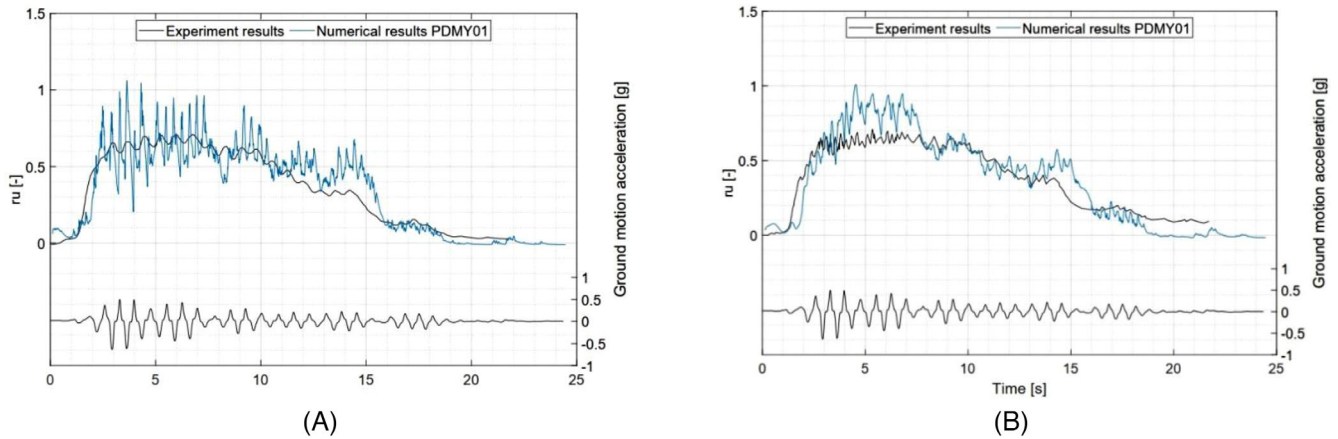 1.5
Experiment results Numerical results PDMY01
1
0.5
0
ru [-]
Ground motion acceleration [g]
1
0.5
0
-0.5
-1
0 5 10 15 20 25
(A)
1.5
Experiment results Numerical results PDMY01
1
0.5
0
ru [-]
Ground motion acceleration [g]
1
0.5
0
-0.5
-1
0 5 10 15 20 25
Time [s]
(B)